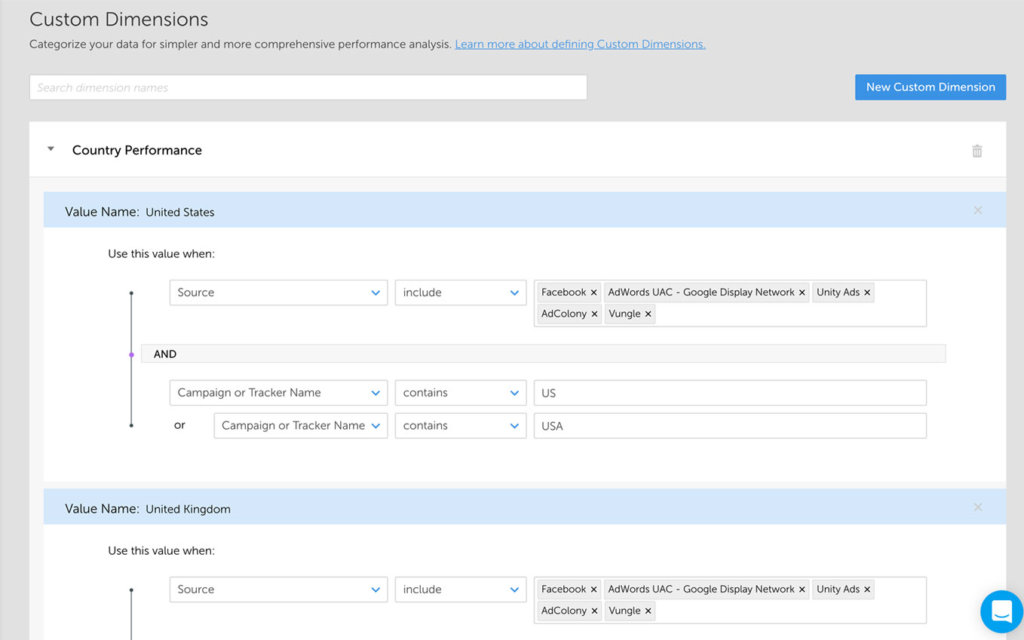 Custom Dimensions
Categorize your data for simpler and more comprehensive performance analysis. Learn more about defining Custom Dimensions.
Search dimension names
New Custom Dimension
Country Performance
Value Name: United States
Use this value when:
Source include Facebook × AdWords UAC - Google Display Network × Unity Ads ×
AdColony × Vungle ×
AND
Campaign or Tracker Name contains US
or Campaign or Tracker Name contains USA
Value Name: United Kingdom
Use this value when:
Source include Facebook × AdWords UAC - Google Display Network × Unity Ads ×
AdColony × Vungle ×